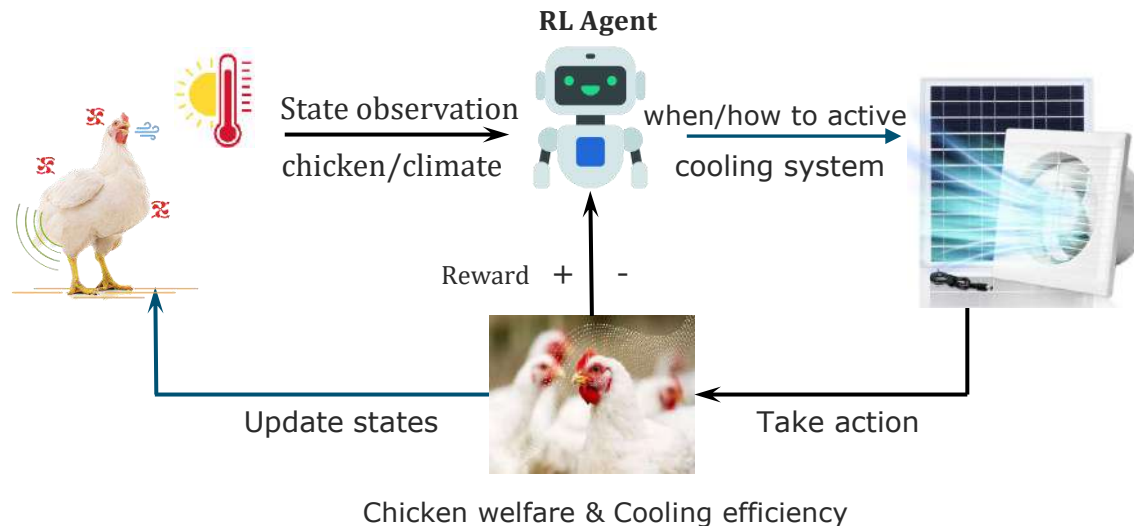 RL Agent
State observation
chicken/climate
when/how to active
cooling system
Reward + -
Update states
Take action
Chicken welfare & Cooling efficiency